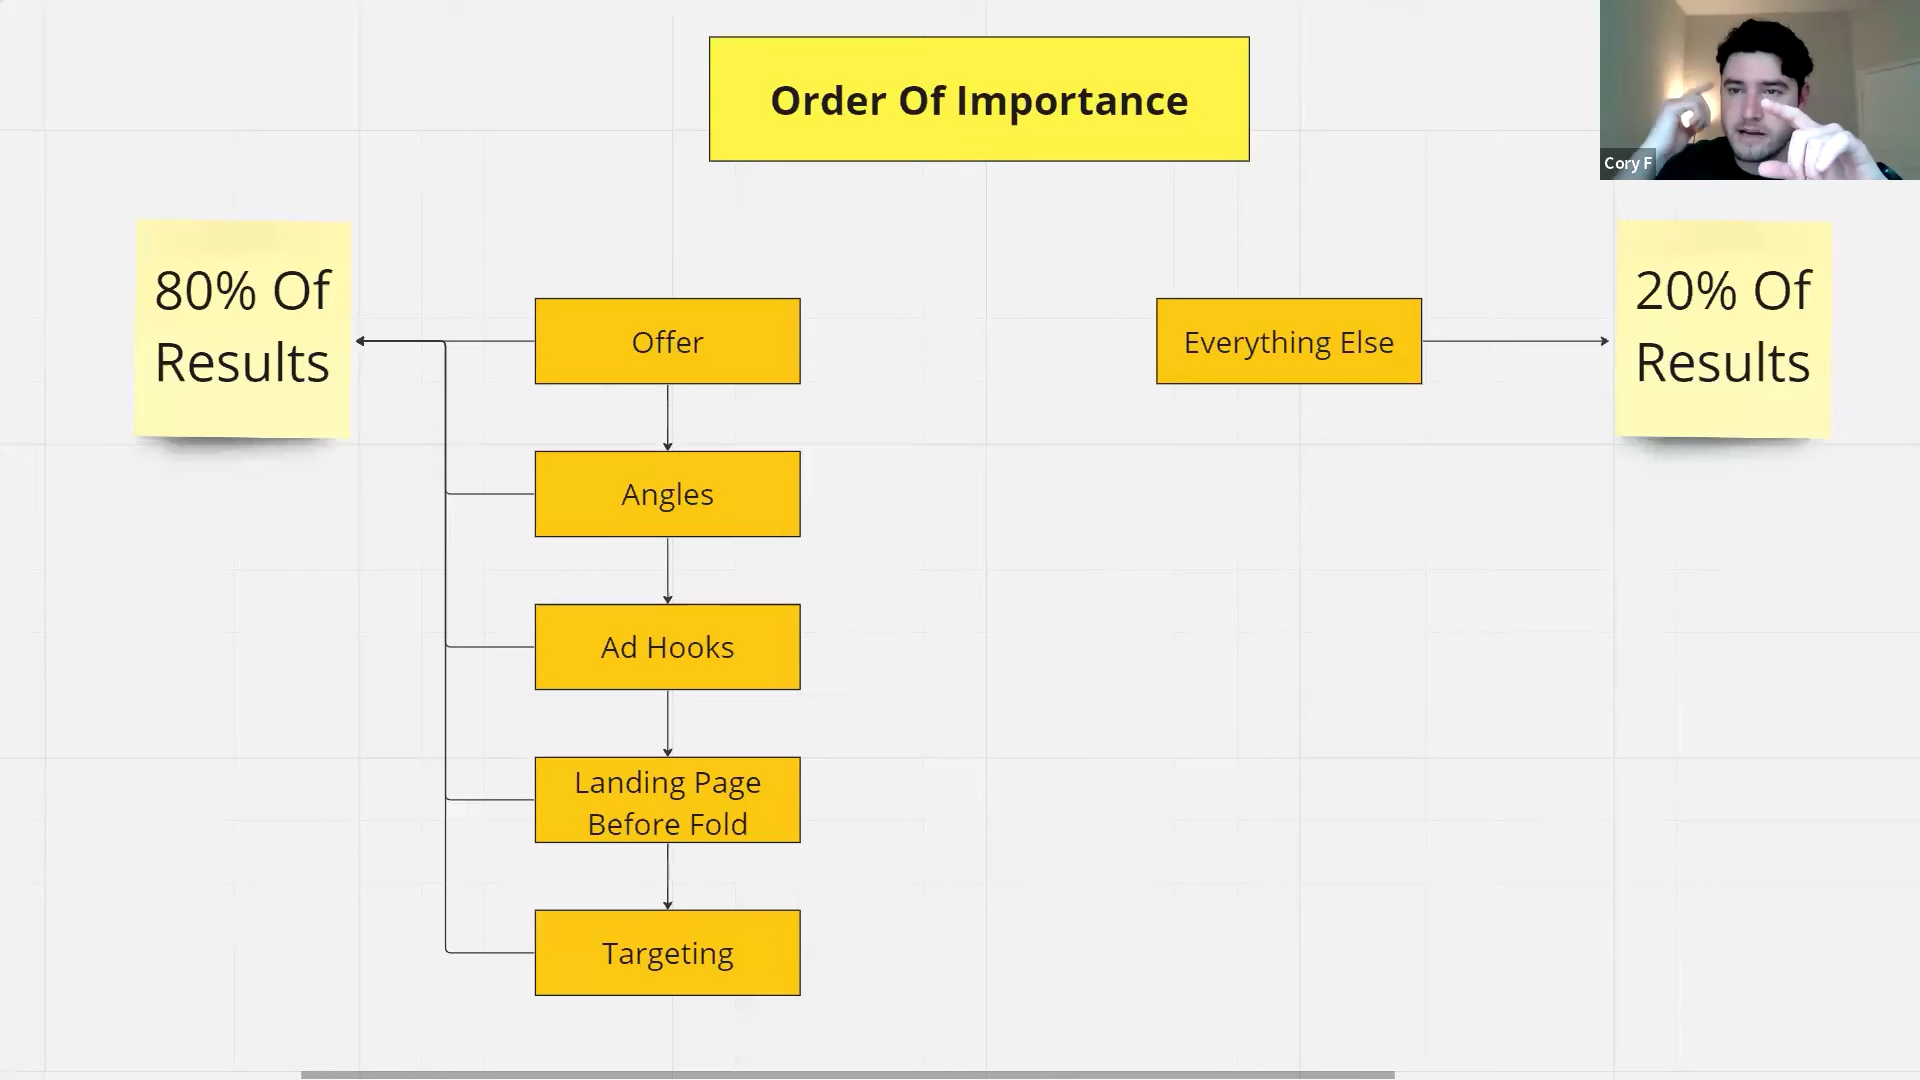 Order Of Importance
Cory F
80% Of
Results
Offer
Everything Else
20% Of
Results
Angles
Ad Hooks
Landing Page
Before Fold
Targeting